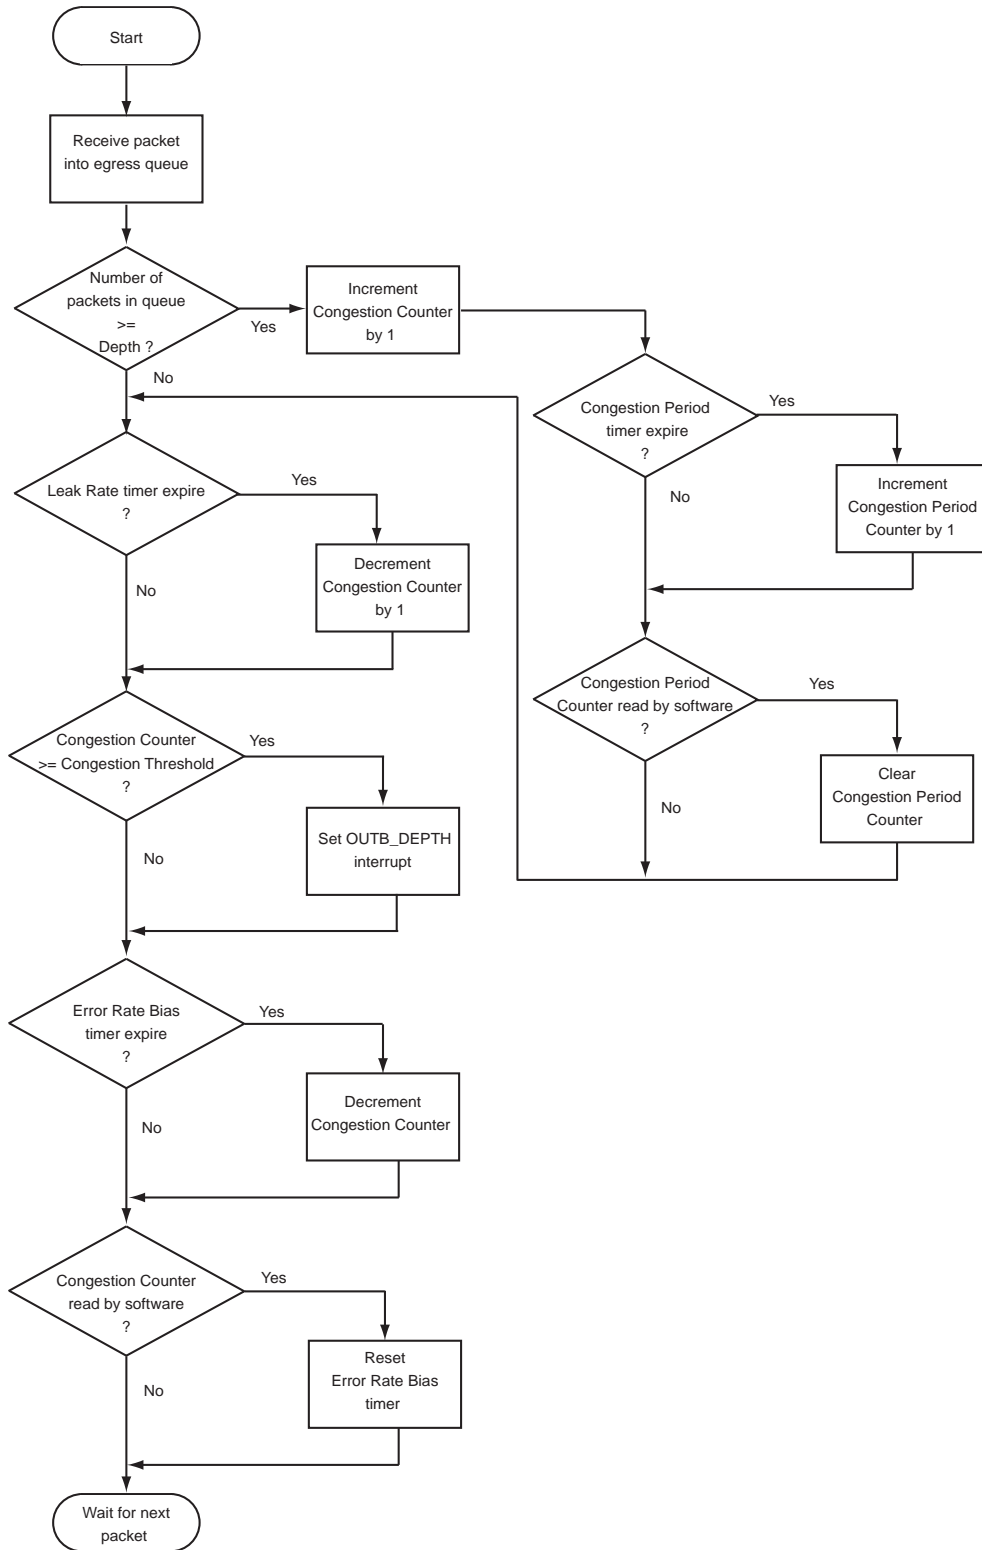 Start
Receive packet
into egress queue
Number of
packets in queue
>=
Depth ?
Yes
No
Increment
Congestion Counter
by 1
Congestion Period
timer expire
?
Yes
No
Increment
Congestion Period
Counter by 1
Congestion Period
Counter read by software
?
Yes
No
Clear
Congestion Period
Counter
Leak Rate timer expire
?
Yes
No
Decrement
Congestion Counter
by 1
Congestion Counter
>= Congestion Threshold
?
Yes
No
Set OUTB_DEPTH
interrupt
Error Rate Bias
timer expire
?
Yes
No
Decrement
Congestion Counter
Congestion Counter
read by software
?
Yes
No
Reset
Error Rate Bias
timer
Wait for next
packet